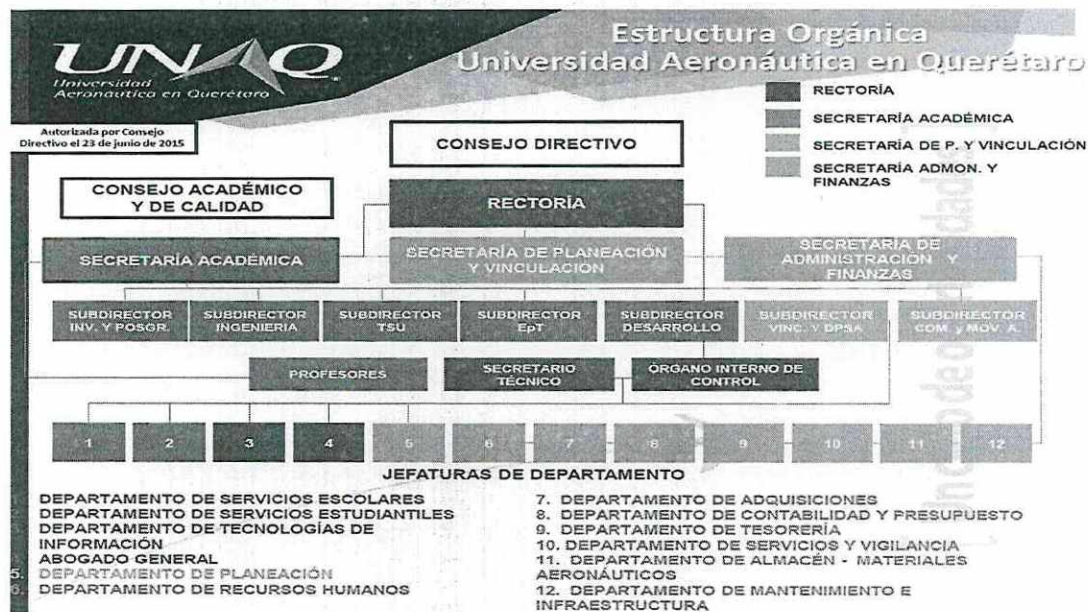 Estructura Orgánica
Universidad Aeronáutica en Querétaro
UNAQ
Universidad
Aeronáutica en Querétaro
Autorizada por Consejo
Directivo el 23 de junio de 2015
RECTORÍA
SECRETARÍA ACADÉMICA
SECRETARÍA DE P. Y VINCULACIÓN
SECRETARÍA ADMON. Y
FINANZAS
CONSEJO DIRECTIVO
CONSEJO ACADÉMICO
Y DE CALIDAD
RECTORÍA
SECRETARÍA ACADÉMICA
SECRETARÍA DE PLANEACIÓN
Y VINCULACIÓN
SECRETARÍA DE
ADMINISTRACIÓN Y
FINANZAS
SUBDIRECTOR
INV. Y POSGR.
SUBDIRECTOR
INGENIERIA
SUBDIRECTOR
TSU
SUBDIRECTOR
EpT
SUBDIRECTOR
DESARROLLO
SUBDIRECTOR
VINC. Y DPSA
SUBDIRECTOR
COM. y MOV. A.
PROFESORES
SECRETARIO
TÉCNICO
ÓRGANO INTERNO DE
CONTROL
1 2 3 4 5 6 7 8 9 10 11 12
JEFATURAS DE DEPARTAMENTO
DEPARTAMENTO DE SERVICIOS ESCOLARES
DEPARTAMENTO DE SERVICIOS ESTUDIANTILES
DEPARTAMENTO DE TECNOLOGÍAS DE
INFORMACIÓN
ABOGADO GENERAL
5. DEPARTAMENTO DE PLANEACIÓN
6. DEPARTAMENTO DE RECURSOS HUMANOS
7. DEPARTAMENTO DE ADQUISICIONES
8. DEPARTAMENTO DE CONTABILIDAD Y PRESUPUESTO
9. DEPARTAMENTO DE TESORERÍA
10. DEPARTAMENTO DE SERVICIOS Y VIGILANCIA
11. DEPARTAMENTO DE ALMACÉN - MATERIALES
AERONÁUTICOS
12. DEPARTAMENTO DE MANTENIMIENTO E
INFRAESTRUCTURA